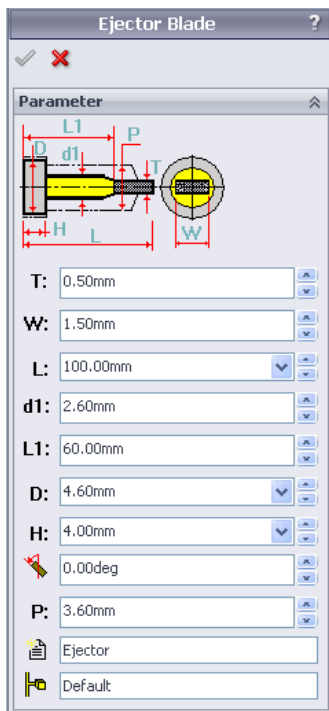 Ejector Blade ?
Parameter
L1
P
D d1
T
H
L
W
T: 0.50mm
W: 1.50mm
L: 100.00mm
d1: 2.60mm
L1: 60.00mm
D: 4.60mm
H: 4.00mm
0.00deg
P: 3.60mm
Ejector
Default